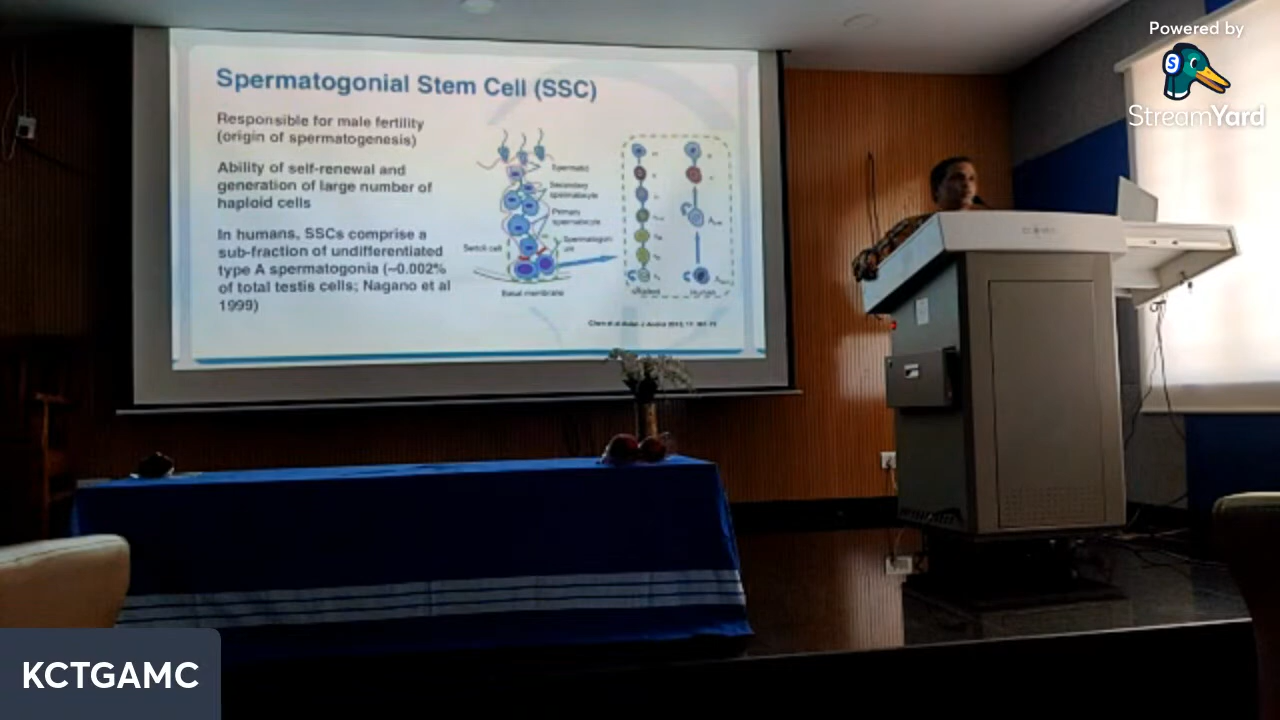 Powered by
StreamYard
Spermatogonial Stem Cell (SSC)
Responsible for male fertility
(origin of spermatogenesis)
Ability of self-renewal and
generation of large number of
haploid cells
In humans, SSCs comprise a
sub-fraction of undifferentiated
type A spermatogonia (~0.002%
of total testis cells; Nagano et al
1999)
Spermatid
Secondary
spermatocyte
Primary
spermatocyte
Sertoli cell
Basal membrane
Human
KCTGAMC